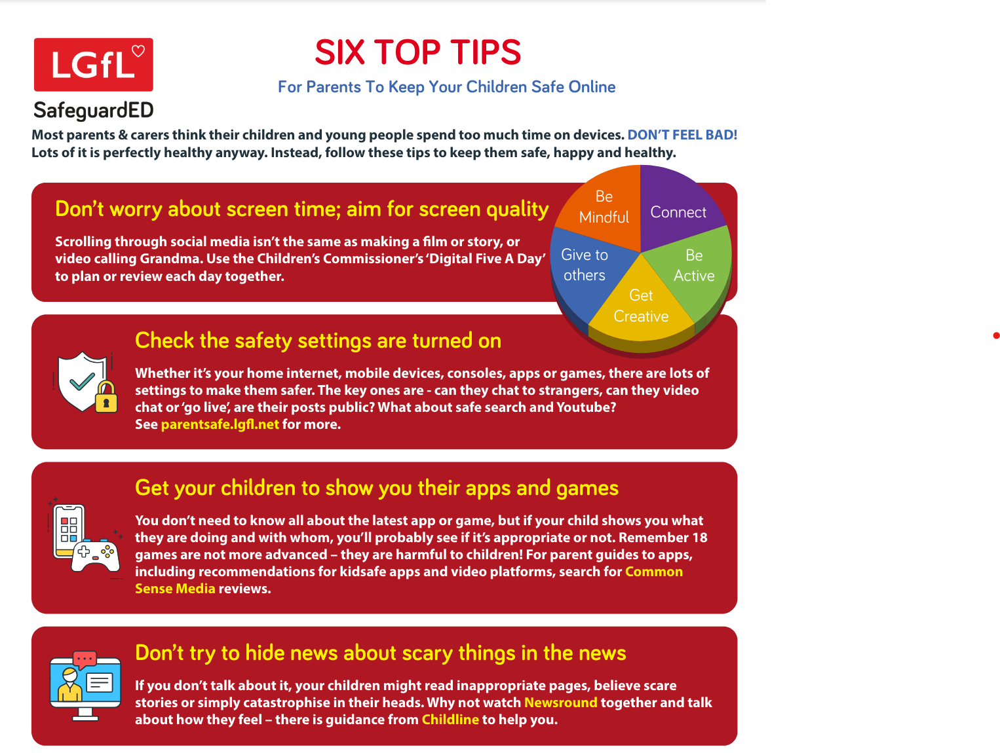 LGfL
SafeguardED
SIX TOP TIPS
For Parents To Keep Your Children Safe Online
Most parents & carers think their children and young people spend too much time on devices. DON'T FEEL BAD!
Lots of it is perfectly healthy anyway. Instead, follow these tips to keep them safe, happy and healthy.
Don't worry about screen time; aim for screen quality
Scrolling through social media isn't the same as making a film or story, or
video calling Grandma. Use the Children's Commissioner's 'Digital Five A Day'
to plan or review each day together.
Be
Mindful
Connect
Give to
others
Be
Active
Get
Creative
Check the safety settings are turned on
Whether it's your home internet, mobile devices, consoles, apps or games, there are lots of
settings to make them safer. The key ones are - can they chat to strangers, can they video
chat or 'go live', are their posts public? What about safe search and Youtube?
See parentsafe.lgfl.net for more.
Get your children to show you their apps and games
You don't need to know all about the latest app or game, but if your child shows you what
they are doing and with whom, you'll probably see if it's appropriate or not. Remember 18
games are not more advanced – they are harmful to children! For parent guides to apps,
including recommendations for kidsafe apps and video platforms, search for Common
Sense Media reviews.
Don't try to hide news about scary things in the news
If you don't talk about it, your children might read inappropriate pages, believe scare
stories or simply catastrophise in their heads. Why not watch Newsround together and talk
about how they feel – there is guidance from Childline to help you.